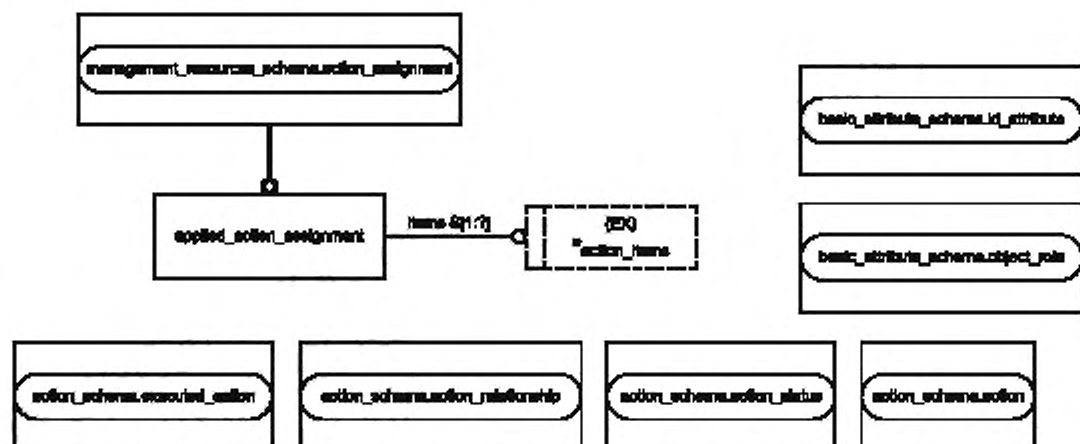 management_resources_schema.action_assignment
basic_attribute_schema.id_attribute
applied_action_assignment
items S[1:?]
(EX)
*action_items
basic_attribute_schema.object_role
action_schema.executed_action
action_schema.action_relationship
action_schema.action_status
action_schema.action